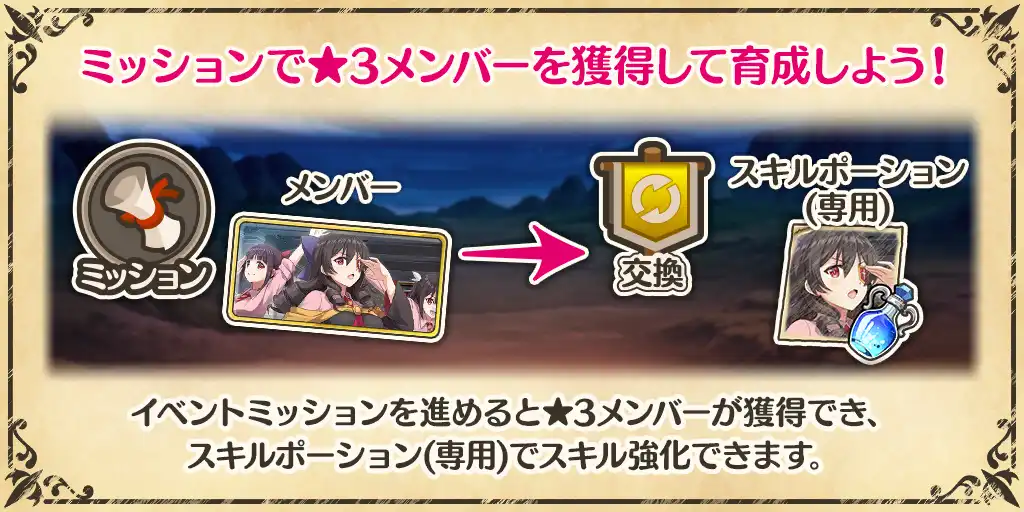 ミッションで★3メンバーを獲得して育成しよう!
ミッション
メンバー
交換
スキルポーション
(専用)
イベントミッションを進めると★3メンバーが獲得でき、
スキルポーション(専用)でスキル強化できます。